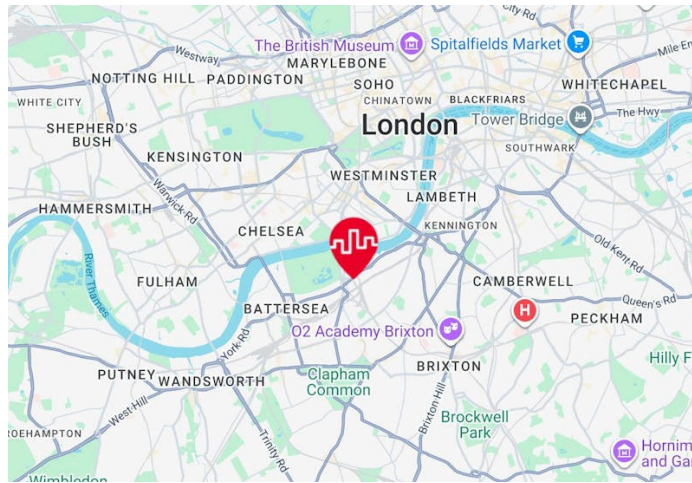 City Rd
Westway
The British Museum
Spitalfields Market
Mile En
MARYLEBONE
NOTTING HILL
PADDINGTON
SOHO
WHITECHAPEL
WHITE CITY
CHINATOWN
BLACKFRIARS
The Hwy
London
Tower Bridge
SHEPHERD'S
BUSH
KENSINGTON
SOUTHWARK
WESTMINSTER
Warwick Rd
LAMBETH
HAMMERSMITH
CHELSEA
KENNINGTON
Old Kent Rd
River Thames
FULHAM
CAMBERWELL
BATTERSEA
Queen's Rd
H
PECKHAM
York Rd
O2 Academy Brixton
Hilly F
PUTNEY
WANDSWORTH
Clapham
Common
BRIXTON
West Hill
Brixton Hill
Brockwell
Park
ROEHAMPTON
Trinity Rd
Hornim
and Gar
Wimbledon